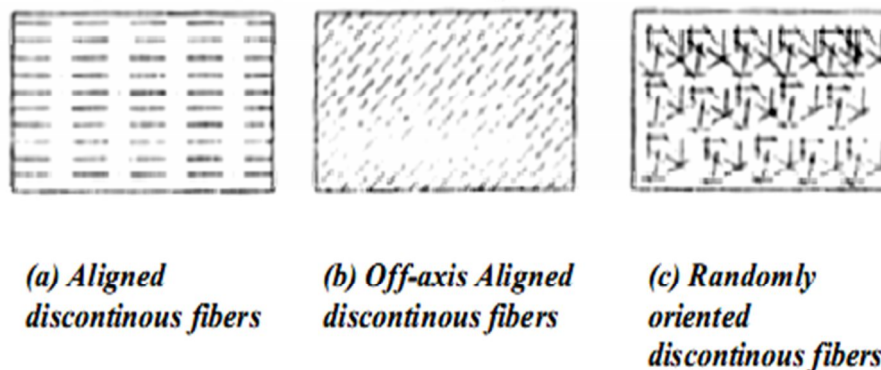 (a) Aligned
discontinous fibers
(b) Off-axis Aligned
discontinous fibers
(c) Randomly
oriented
discontinous fibers